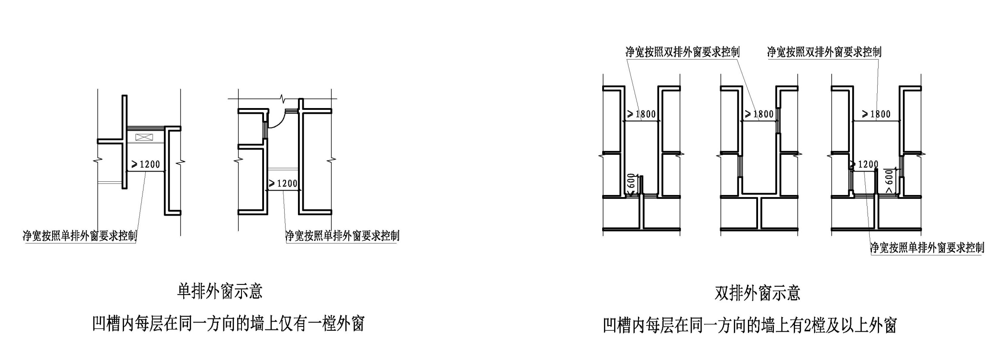 净宽按照双排外窗要求控制
净宽按照双排外窗要求控制
⩾1800
⩾1800
⩾1800
⩾1200
⩾1200
<600
⩾1200
>600
净宽按照单排外窗要求控制
净宽按照单排外窗要求控制
净宽按照单排外窗要求控制
单排外窗示意
双排外窗示意
凹槽内每层在同一方向的墙上仅有一樘外窗
凹槽内每层在同一方向的墙上有2樘及以上外窗